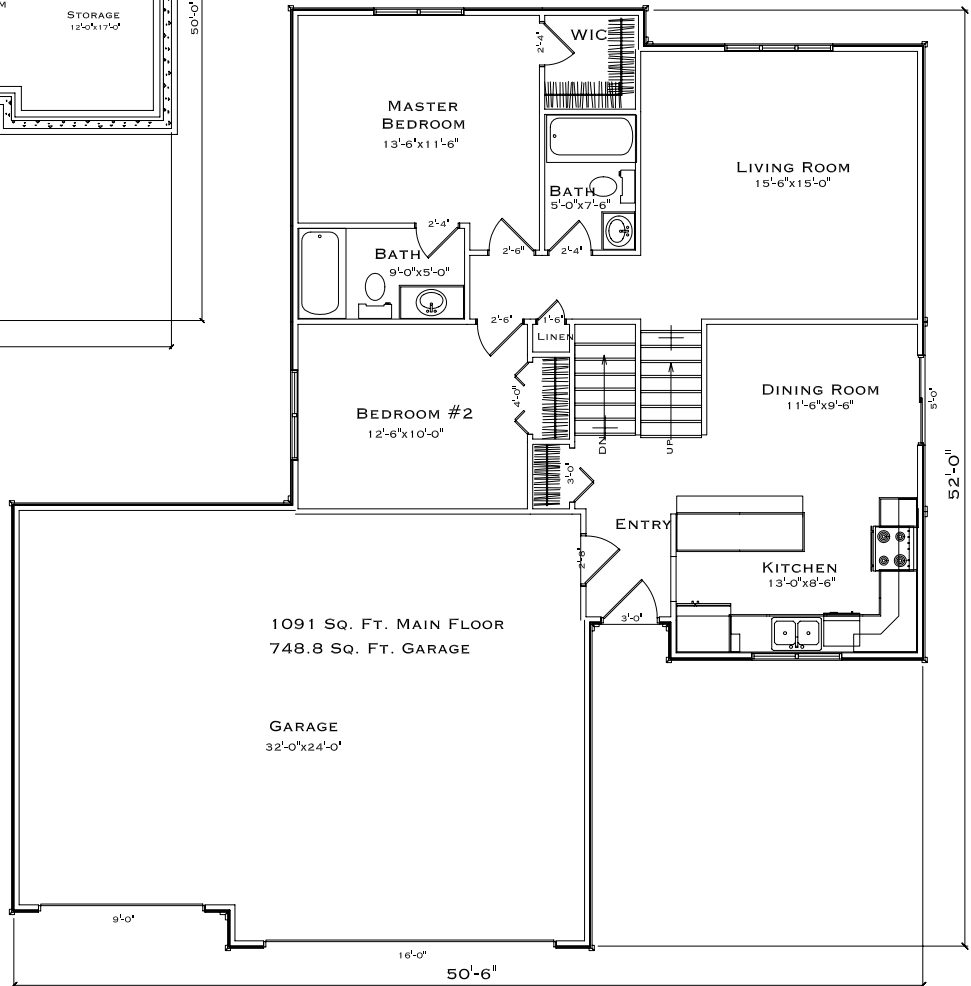 M
STORAGE
12'-0"x17'-0"
50'-0"
WIC
2'-4"
MASTER
BEDROOM
13'-6"x11'-6"
LIVING ROOM
15'-6"x15'-0"
BATH
5'-0"x7'-6"
2'-4"
2'-6"
2'-4"
BATH
9'-0"x5'-0"
2'-6"
1'-6"
LINEN
4'-0"
DINING ROOM
11'-6"x9'-6"
5'-0"
BEDROOM #2
12'-6"x10'-0"
DN
UP
3'-0"
52'-0"
ENTRY
2'-8"
KITCHEN
13'-0"x8'-6"
3'-0"
1091 SQ. FT. MAIN FLOOR
748.8 SQ. FT. GARAGE
GARAGE
32'-0"x24'-0"
9'-0"
16'-0"
50'-6"